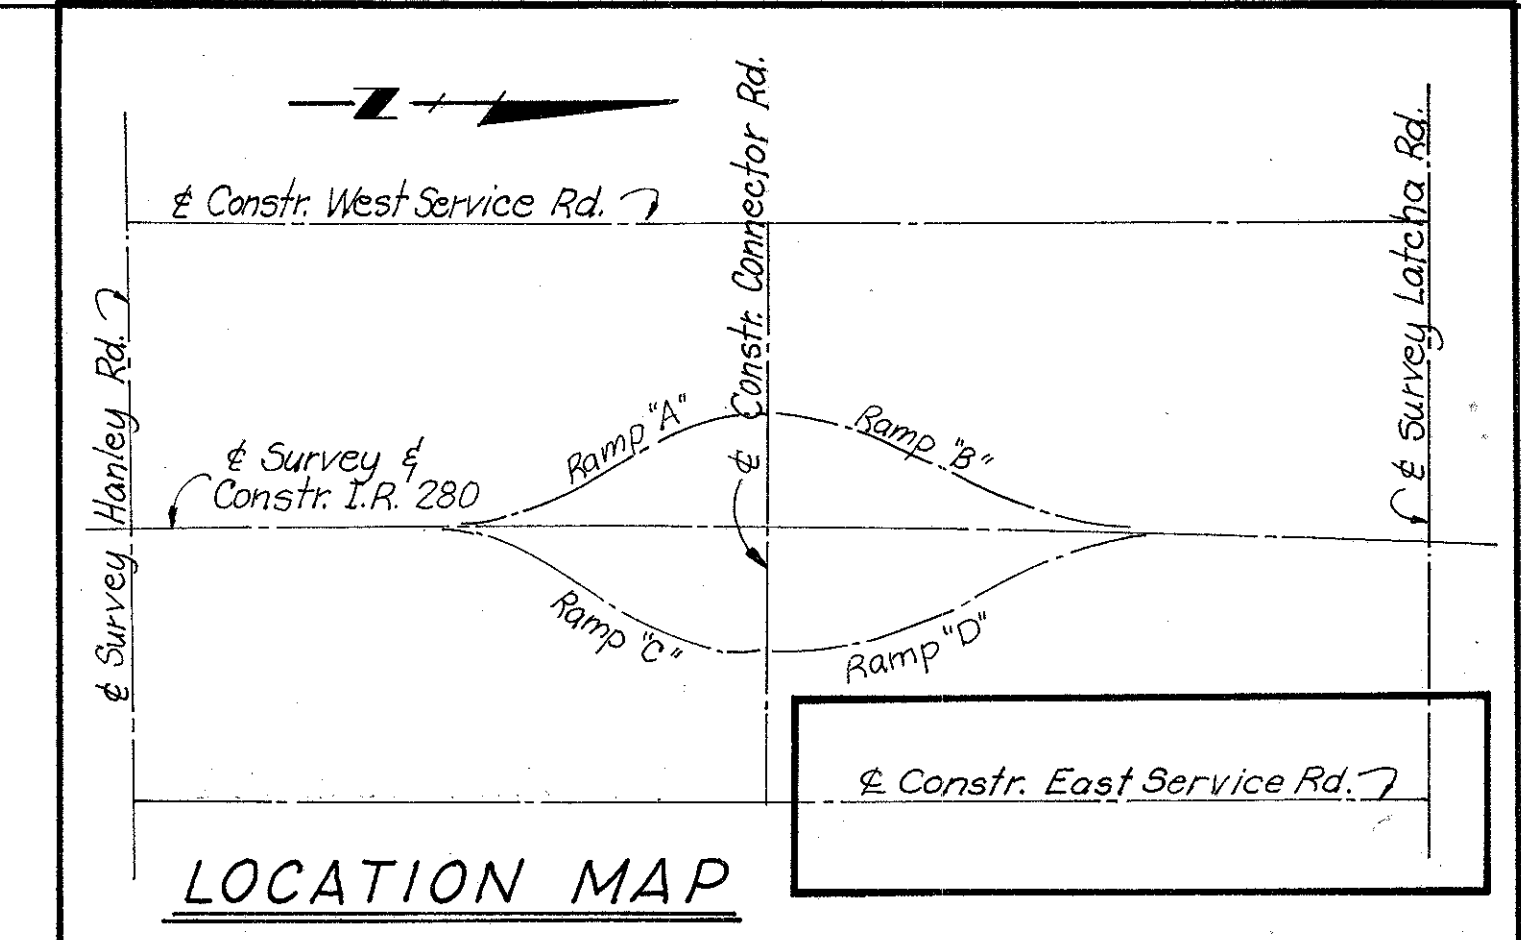 Z
℄ Constr. West Service Rd.
℄ Constr. Connector Rd.
℄ Survey Latcha Rd.
℄ Survey Hanley Rd.
℄ Survey &
Constr. I.R. 280
Ramp "A"
Ramp "B"
Ramp "C"
Ramp "D"
℄ Constr. East Service Rd.
LOCATION MAP